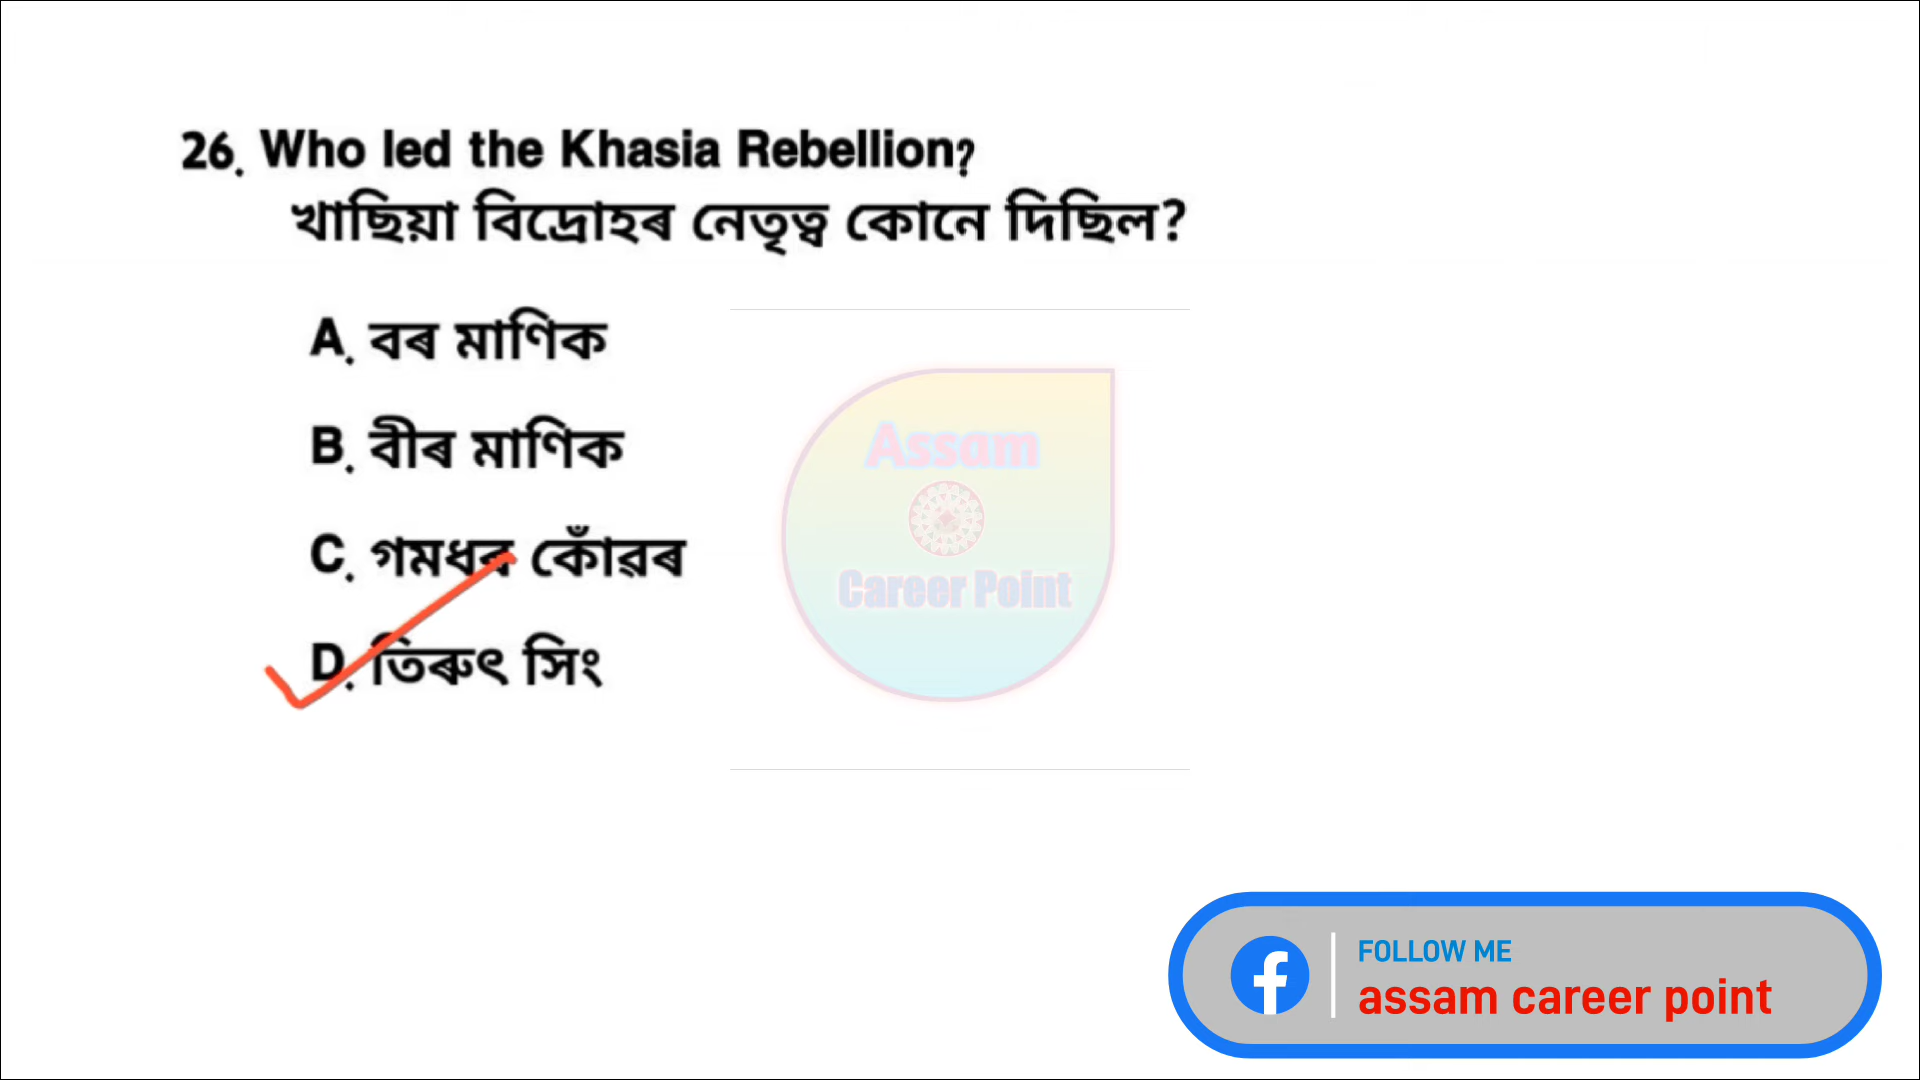 26. Who led the Khasia Rebellion?
খাছিয়া বিদ্ৰোহৰ নেতৃত্ব কোনে দিছিল?
A. বৰ মাণিক
B. বীৰ মাণিক
C. গমধৰ কোঁৱৰ
D. তিৰুৎ সিং
Assam
Career Point
FOLLOW ME
assam career point